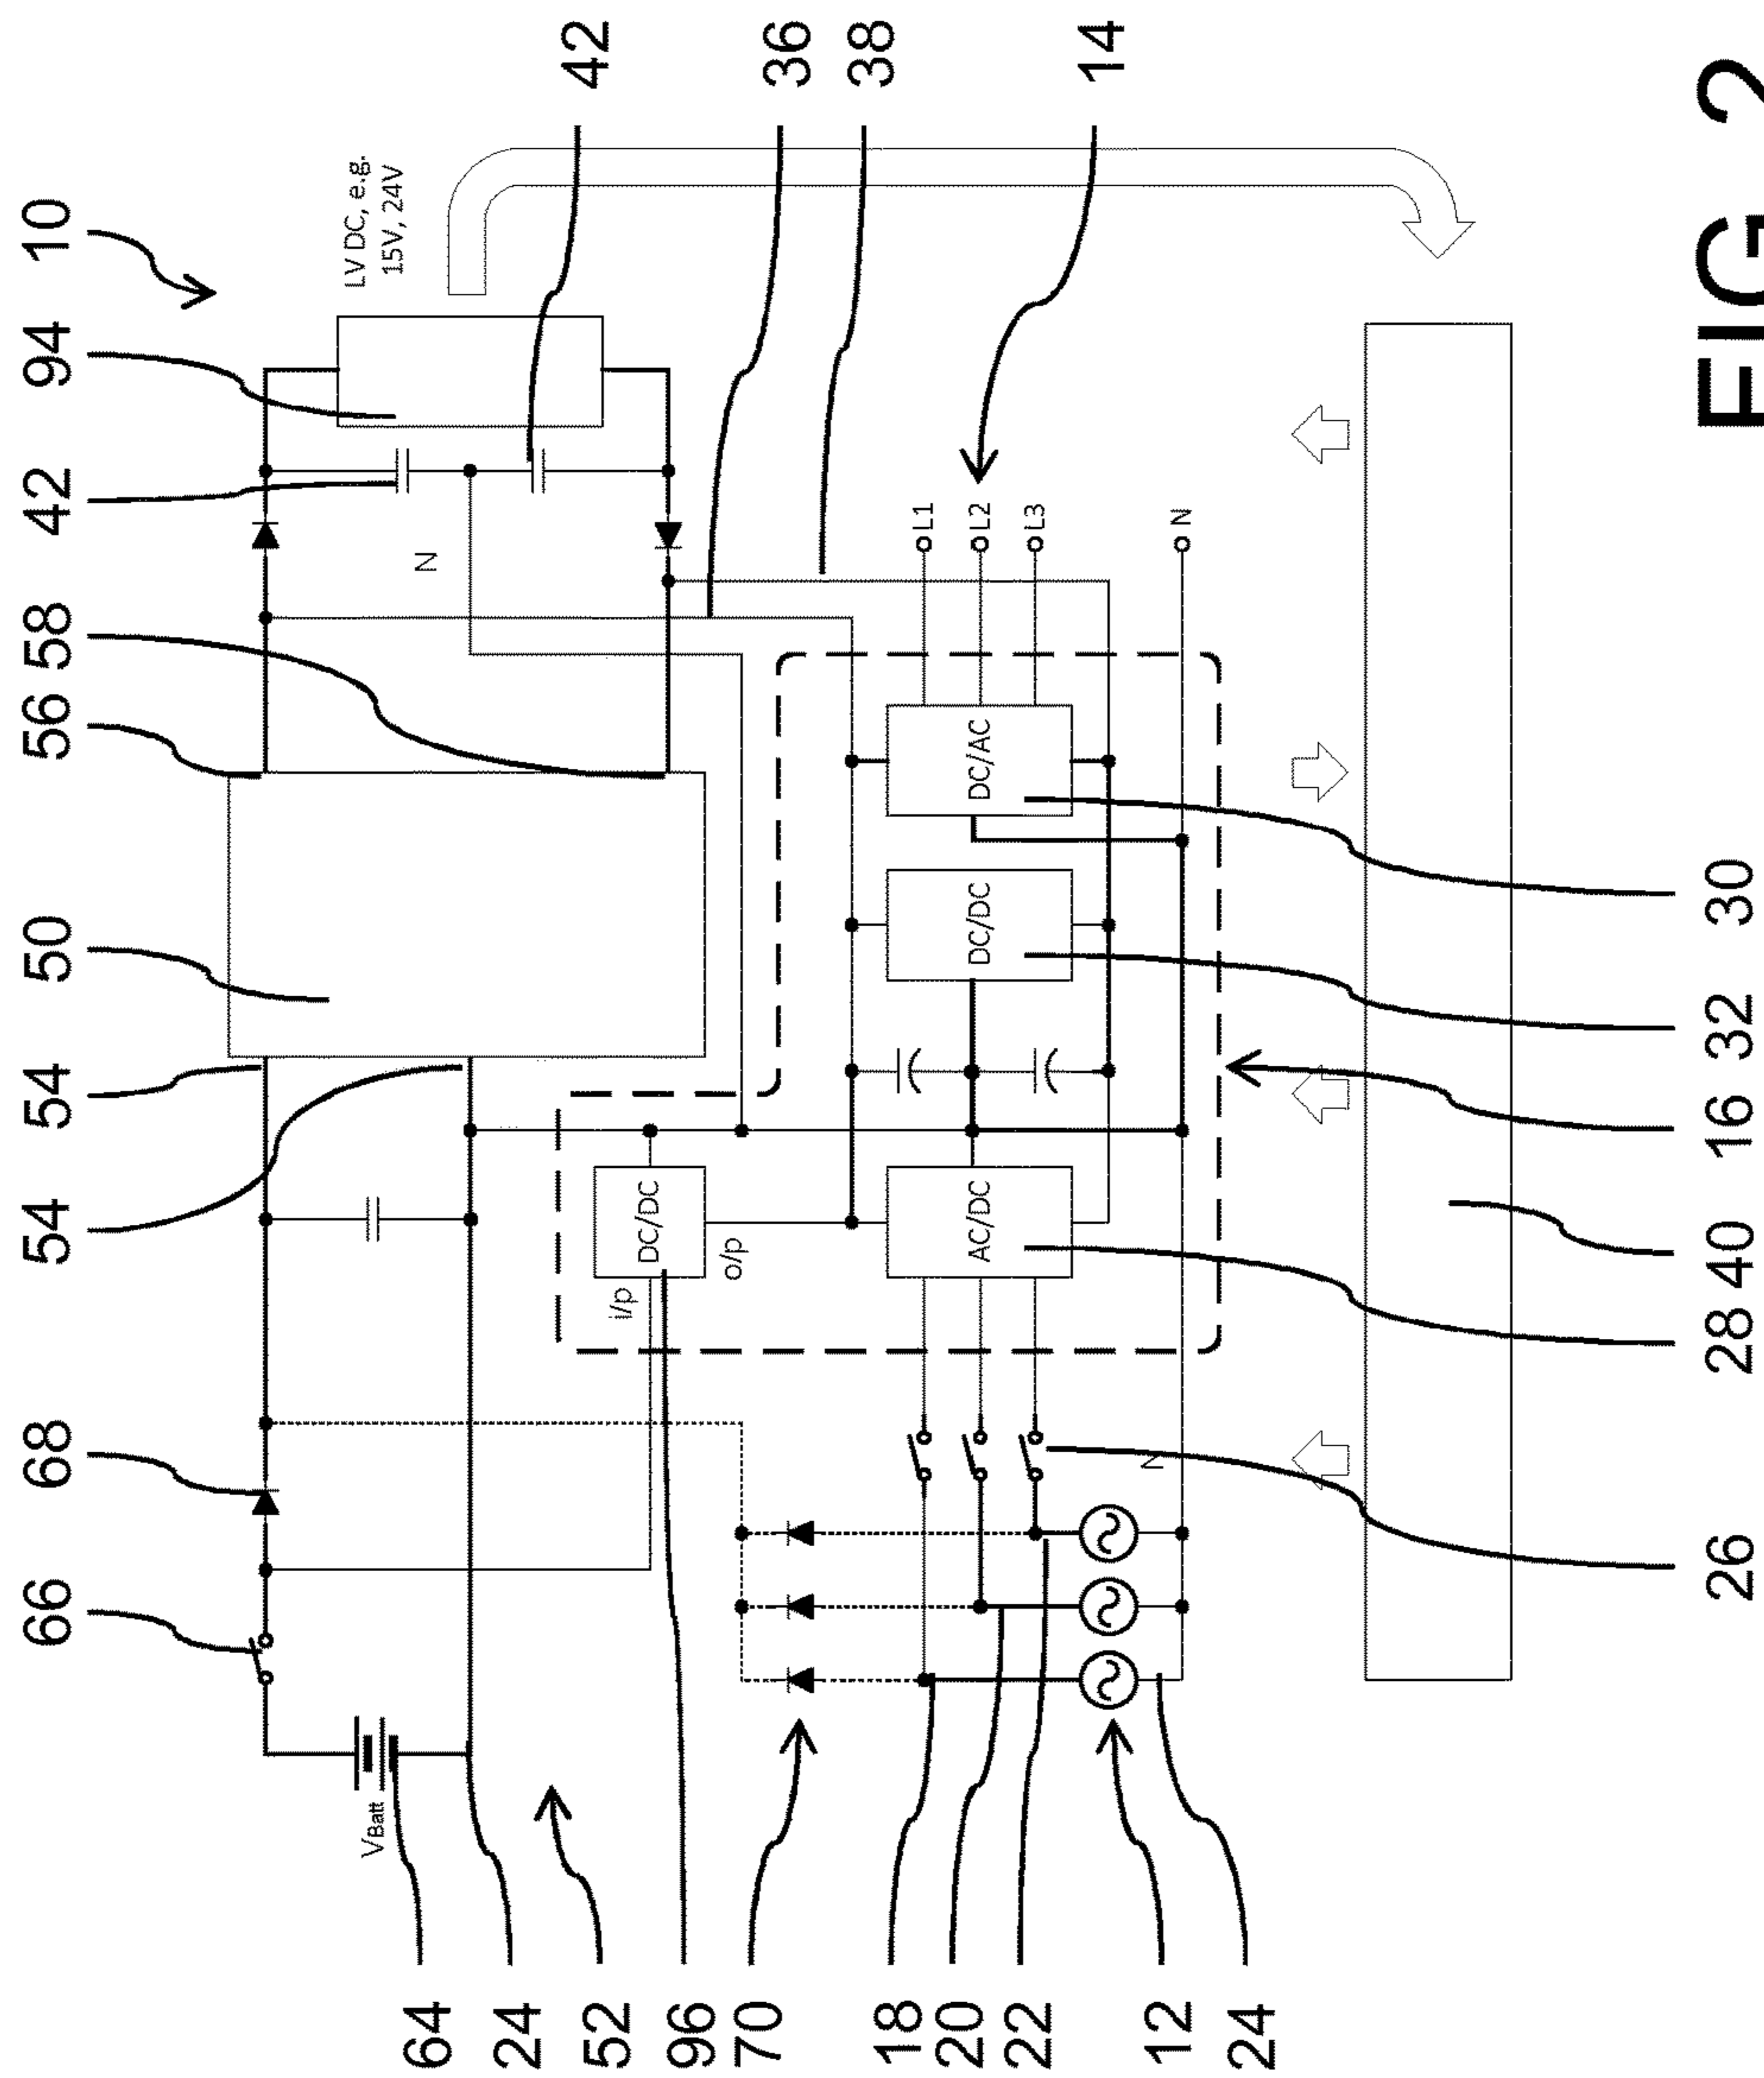 66 68 54 54 50 56 58 42 94 10
LV DC, e.g.
15V, 24V
VBatt
64
N
42
24
52
i/p
DC/DC
96
o/p
70
36
38
18
L1
20
AC/DC
DC/DC
DC/AC
L2
14
22
L3
N
12
N
24
26 28 40 16 32 30
FIG 2